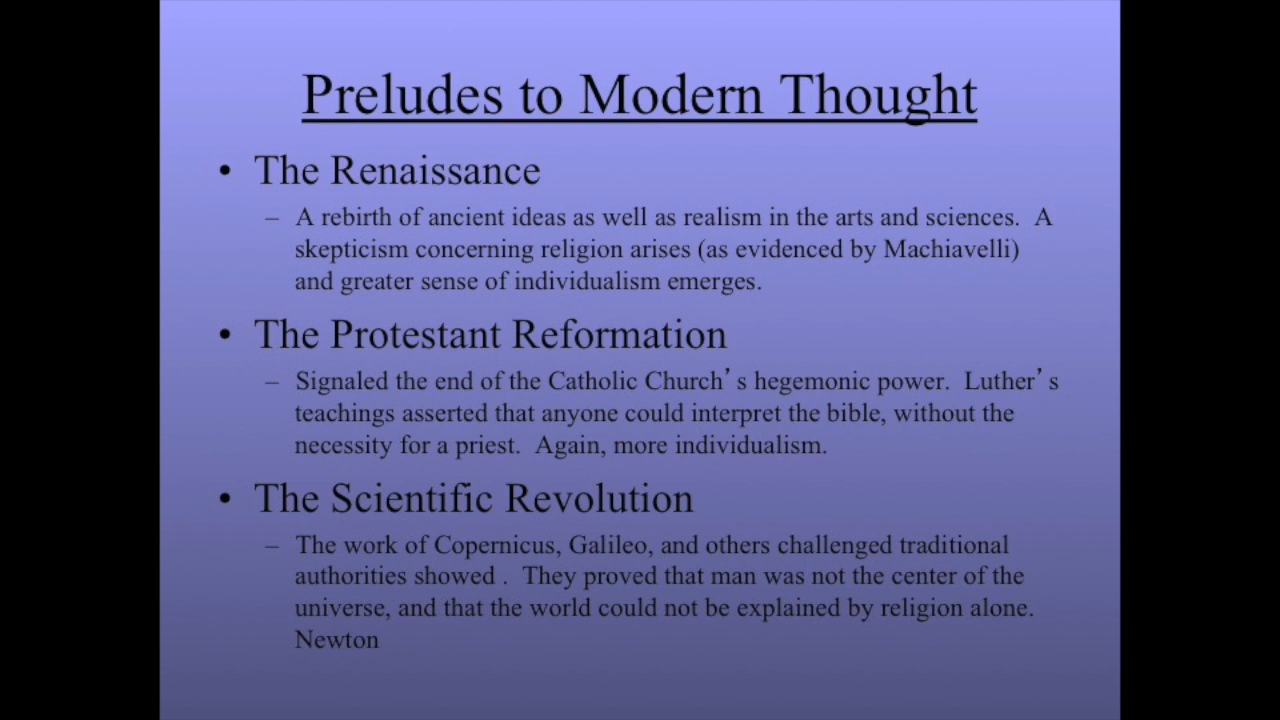 Preludes to Modern Thought
• The Renaissance
– A rebirth of ancient ideas as well as realism in the arts and sciences.  A
skepticism concerning religion arises (as evidenced by Machiavelli)
and greater sense of individualism emerges.
• The Protestant Reformation
– Signaled the end of the Catholic Church’s hegemonic power.  Luther’s
teachings asserted that anyone could interpret the bible, without the
necessity for a priest.  Again, more individualism.
• The Scientific Revolution
– The work of Copernicus, Galileo, and others challenged traditional
authorities showed .  They proved that man was not the center of the
universe, and that the world could not be explained by religion alone.
Newton